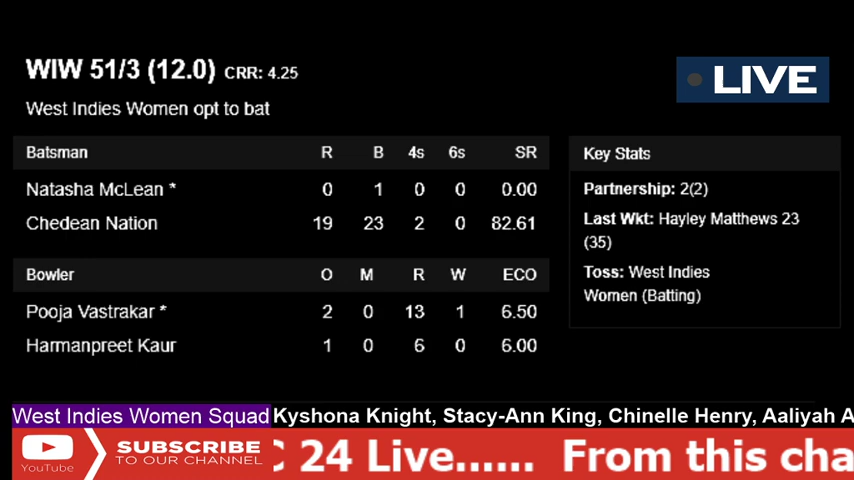 WIW 51/3 (12.0) CRR: 4.25
LIVE
West Indies Women opt to bat
Batsman R B 4s 6s SR
Natasha McLean * 0 1 0 0 0.00
Chedean Nation 19 23 2 0 82.61
Bowler O M R W ECO
Pooja Vastrakar * 2 0 13 1 6.50
Harmanpreet Kaur 1 0 6 0 6.00
Key Stats
Partnership: 2(2)
Last Wkt: Hayley Matthews 23
(35)
Toss: West Indies
Women (Batting)
West Indies Women Squad Kyshona Knight, Stacy-Ann King, Chinelle Henry, Aaliyah A
YouTube
SUBSCRIBE
TO OUR CHANNEL
C 24 Live...... From this cha